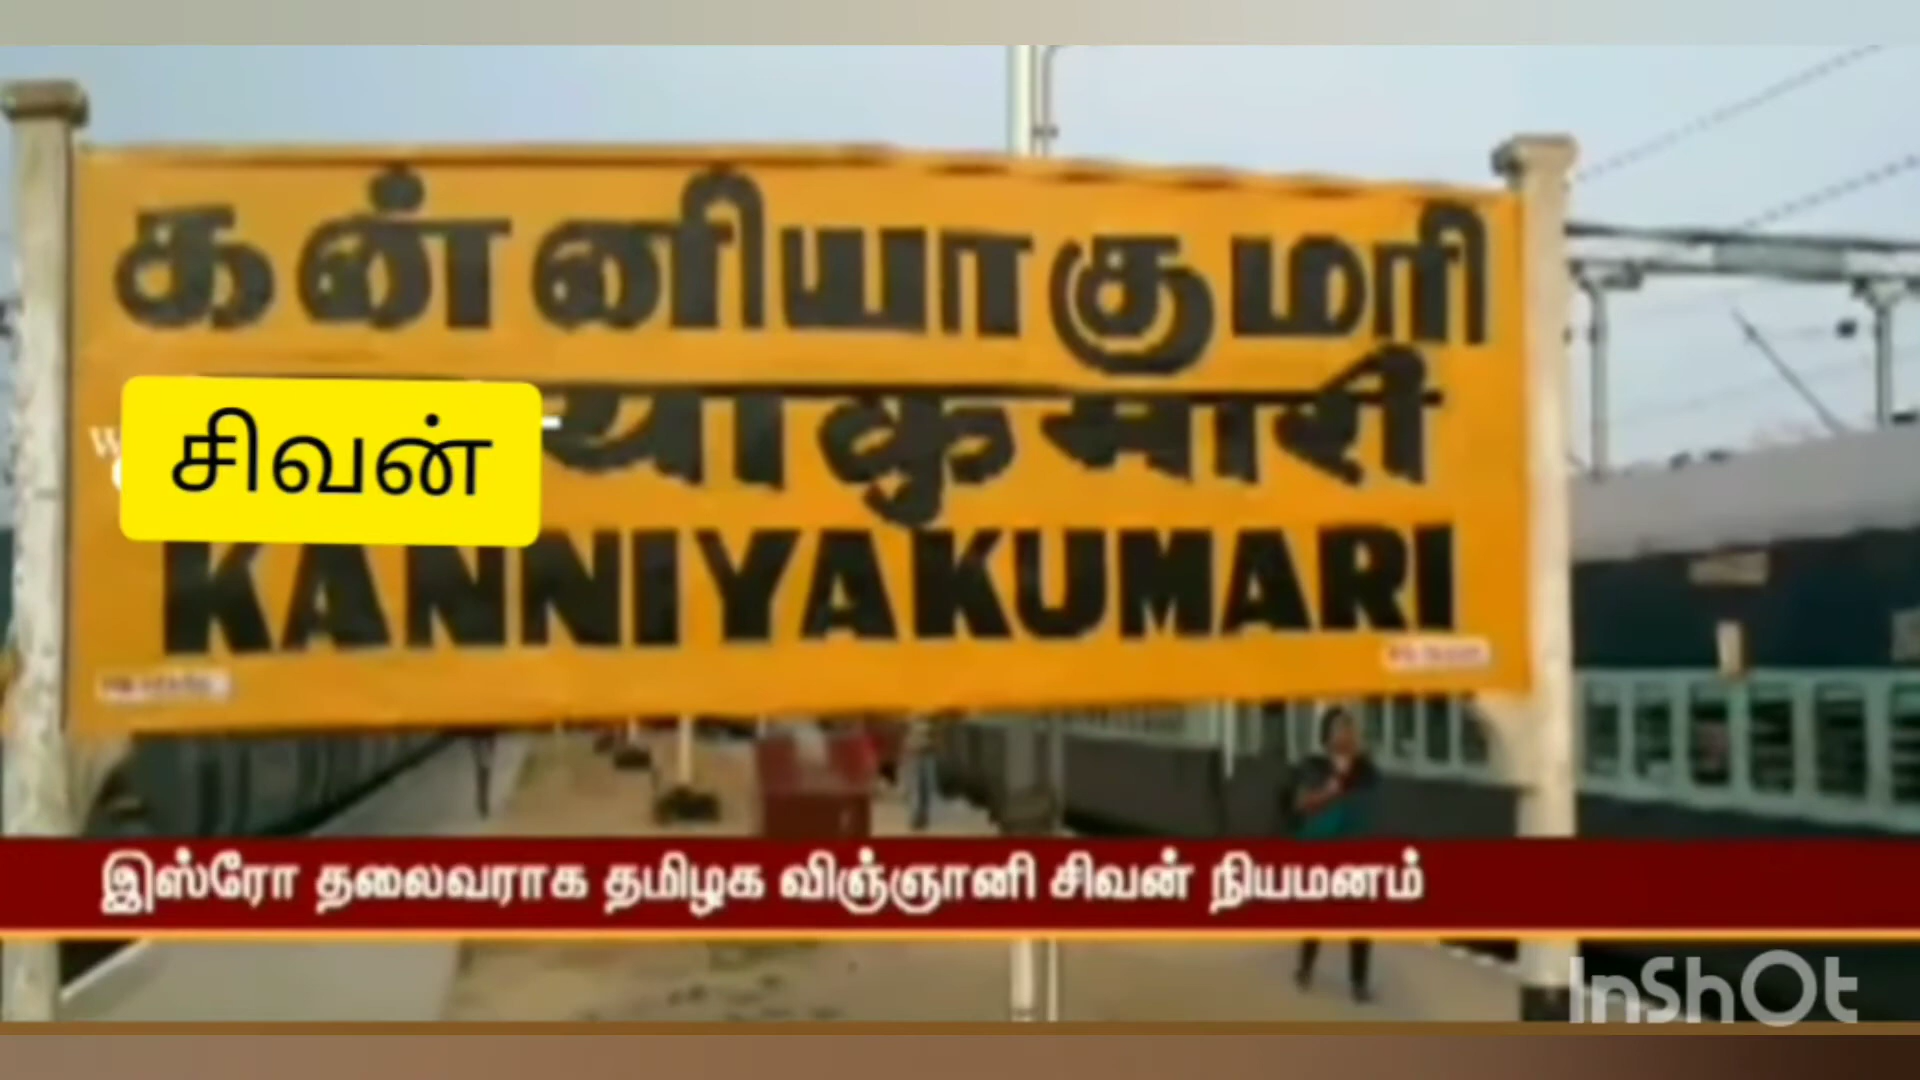 கன்னியாகுமரி
சிவன்
KANNIYAKUMARI
இஸ்ரோ தலைவராக தமிழக விஞ்ஞானி சிவன் நியமனம்
InShOt